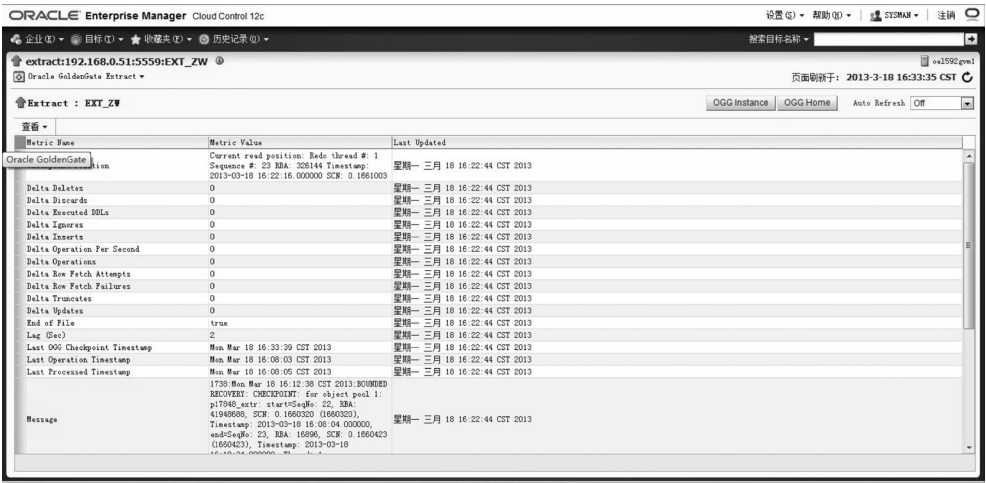 ORACLE Enterprise Manager Cloud Control 12c
设置(S) 帮助(H) SYSMAN 注销
企业(E) 目标(T) 收藏夹(F) 历史记录(Q) 搜索目标名称
extract:192.168.0.51:5559:EXT_ZW
oel592gvm1
Oracle GoldenGate Extract
页面刷新于: 2013-3-18 16:33:35 CST
Extract : EXT_ZW
OGG Instance OGG Home Auto Refresh Off
查看
Metric Name Metric Value Last Updated
Oracle GoldenGate
Current read position: Redo thread #: 1
Sequence #: 23 RBA: 326144 Timestamp:
2013-03-18 16:22:16.000000 SCN: 0.1661003
星期一 三月 18 16:22:44 CST 2013
Delta Deletes 0 星期一 三月 18 16:22:44 CST 2013
Delta Discards 0 星期一 三月 18 16:22:44 CST 2013
Delta Executed DDLs 0 星期一 三月 18 16:22:44 CST 2013
Delta Ignores 0 星期一 三月 18 16:22:44 CST 2013
Delta Inserts 0 星期一 三月 18 16:22:44 CST 2013
Delta Operation Per Second 0 星期一 三月 18 16:22:44 CST 2013
Delta Operations 0 星期一 三月 18 16:22:44 CST 2013
Delta Row Fetch Attempts 0 星期一 三月 18 16:22:44 CST 2013
Delta Row Fetch Failures 0 星期一 三月 18 16:22:44 CST 2013
Delta Truncates 0 星期一 三月 18 16:22:44 CST 2013
Delta Updates 0 星期一 三月 18 16:22:44 CST 2013
End of File true 星期一 三月 18 16:22:44 CST 2013
Lag (Sec) 2 星期一 三月 18 16:22:44 CST 2013
Last OGG Checkpoint Timestamp Mon Mar 18 16:33:39 CST 2013 星期一 三月 18 16:22:44 CST 2013
Last Operation Timestamp Mon Mar 18 16:08:03 CST 2013 星期一 三月 18 16:22:44 CST 2013
Last Processed Timestamp Mon Mar 18 16:08:05 CST 2013 星期一 三月 18 16:22:44 CST 2013
1738:Mon Mar 18 16:12:38 CST 2013:BOUNDED
RECOVERY: CHECKPOINT: for object pool 1:
p17848_extr: start=SeqNo: 22, RBA:
41948688, SCN: 0.1660320 (1660320),
Timestamp: 2013-03-18 16:08:04.000000,
Message
星期一 三月 18 16:22:44 CST 2013
end=SeqNo: 23, RBA: 16896, SCN: 0.1660423
(1660423), Timestamp: 2013-03-18